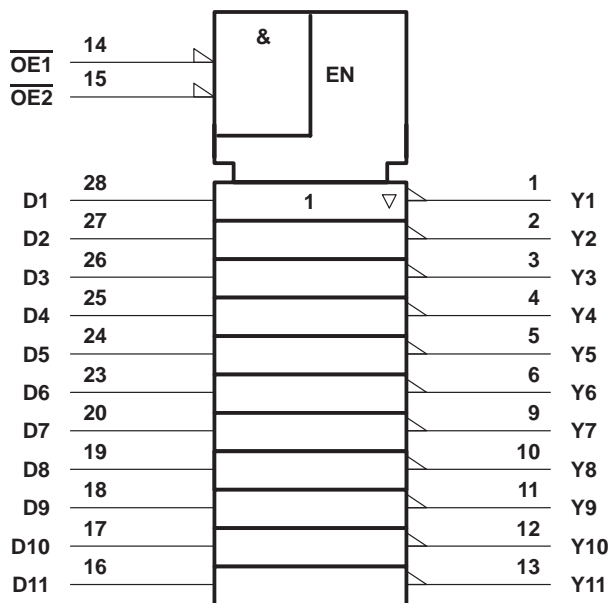 &
OE1 14
EN
OE2 15
D1 28 1 ▽ 1 Y1
D2 27 2 Y2
D3 26 3 Y3
D4 25 4 Y4
D5 24 5 Y5
D6 23 6 Y6
D7 20 9 Y7
D8 19 10 Y8
D9 18 11 Y9
D10 17 12 Y10
D11 16 13 Y11